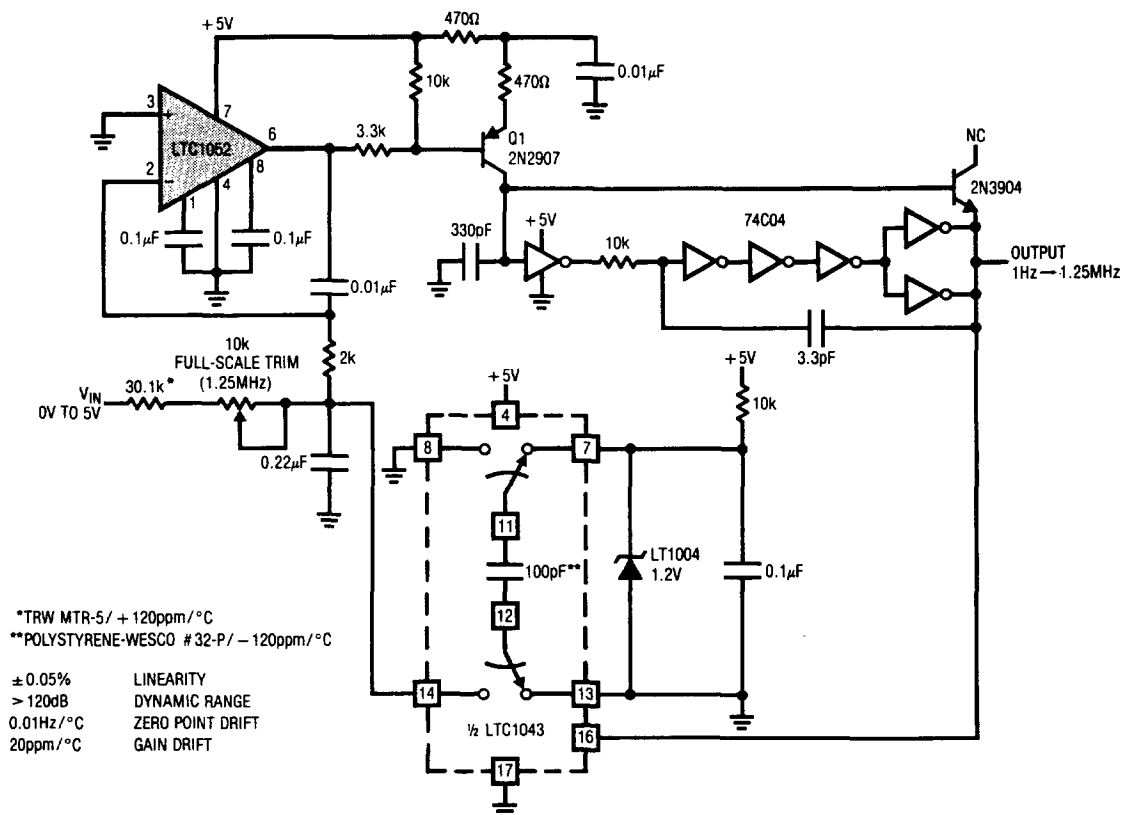 +5V
470Ω
10k
470Ω
0.01µF
3
+
7
LTC1052
6
3.3k
Q1
2N2907
NC
2
−
8
4
1
2N3904
0.1µF
0.1µF
330pF
+5V
10k
74C04
OUTPUT
1Hz→1.25MHz
0.01µF
3.3pF
10k
FULL-SCALE TRIM
(1.25MHz)
2k
VIN
0V TO 5V
30.1k*
+5V
+5V
10k
4
8
7
0.22µF
11
100pF**
LT1004
1.2V
0.1µF
12
*TRW MTR-5/+120ppm/°C
**POLYSTYRENE-WESCO #32-P/−120ppm/°C
±0.05% LINEARITY
>120dB DYNAMIC RANGE
0.01Hz/°C ZERO POINT DRIFT
20ppm/°C GAIN DRIFT
14
13
½ LTC1043
16
17